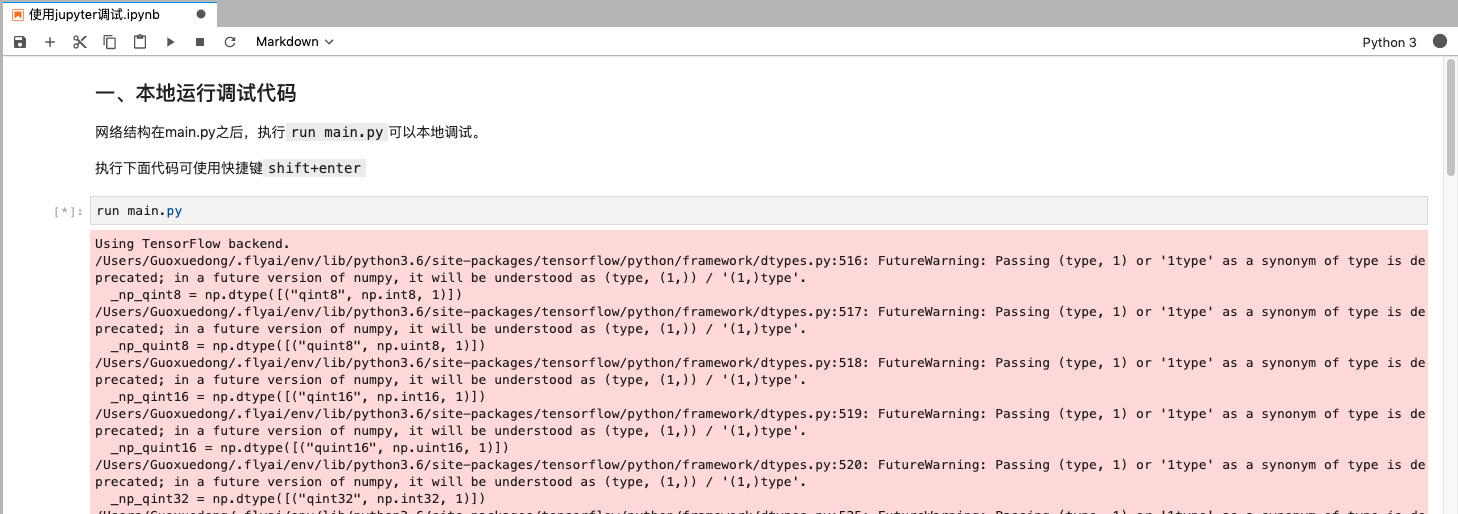 使用jupyter调试.ipynb
Markdown
Python 3
一、本地运行调试代码
网络结构在main.py之后，执行 run main.py 可以本地调试。
执行下面代码可使用快捷键 shift+enter
[*]: run main.py
Using TensorFlow backend.
/Users/Guoxuedong/.flyai/env/lib/python3.6/site-packages/tensorflow/python/framework/dtypes.py:516: FutureWarning: Passing (type, 1) or '1type' as a synonym of type is de
precated; in a future version of numpy, it will be understood as (type, (1,)) / '(1,)type'.
  _np_qint8 = np.dtype([("qint8", np.int8, 1)])
/Users/Guoxuedong/.flyai/env/lib/python3.6/site-packages/tensorflow/python/framework/dtypes.py:517: FutureWarning: Passing (type, 1) or '1type' as a synonym of type is de
precated; in a future version of numpy, it will be understood as (type, (1,)) / '(1,)type'.
  _np_quint8 = np.dtype([("quint8", np.uint8, 1)])
/Users/Guoxuedong/.flyai/env/lib/python3.6/site-packages/tensorflow/python/framework/dtypes.py:518: FutureWarning: Passing (type, 1) or '1type' as a synonym of type is de
precated; in a future version of numpy, it will be understood as (type, (1,)) / '(1,)type'.
  _np_qint16 = np.dtype([("qint16", np.int16, 1)])
/Users/Guoxuedong/.flyai/env/lib/python3.6/site-packages/tensorflow/python/framework/dtypes.py:519: FutureWarning: Passing (type, 1) or '1type' as a synonym of type is de
precated; in a future version of numpy, it will be understood as (type, (1,)) / '(1,)type'.
  _np_quint16 = np.dtype([("quint16", np.uint16, 1)])
/Users/Guoxuedong/.flyai/env/lib/python3.6/site-packages/tensorflow/python/framework/dtypes.py:520: FutureWarning: Passing (type, 1) or '1type' as a synonym of type is de
precated; in a future version of numpy, it will be understood as (type, (1,)) / '(1,)type'.
  _np_qint32 = np.dtype([("qint32", np.int32, 1)])